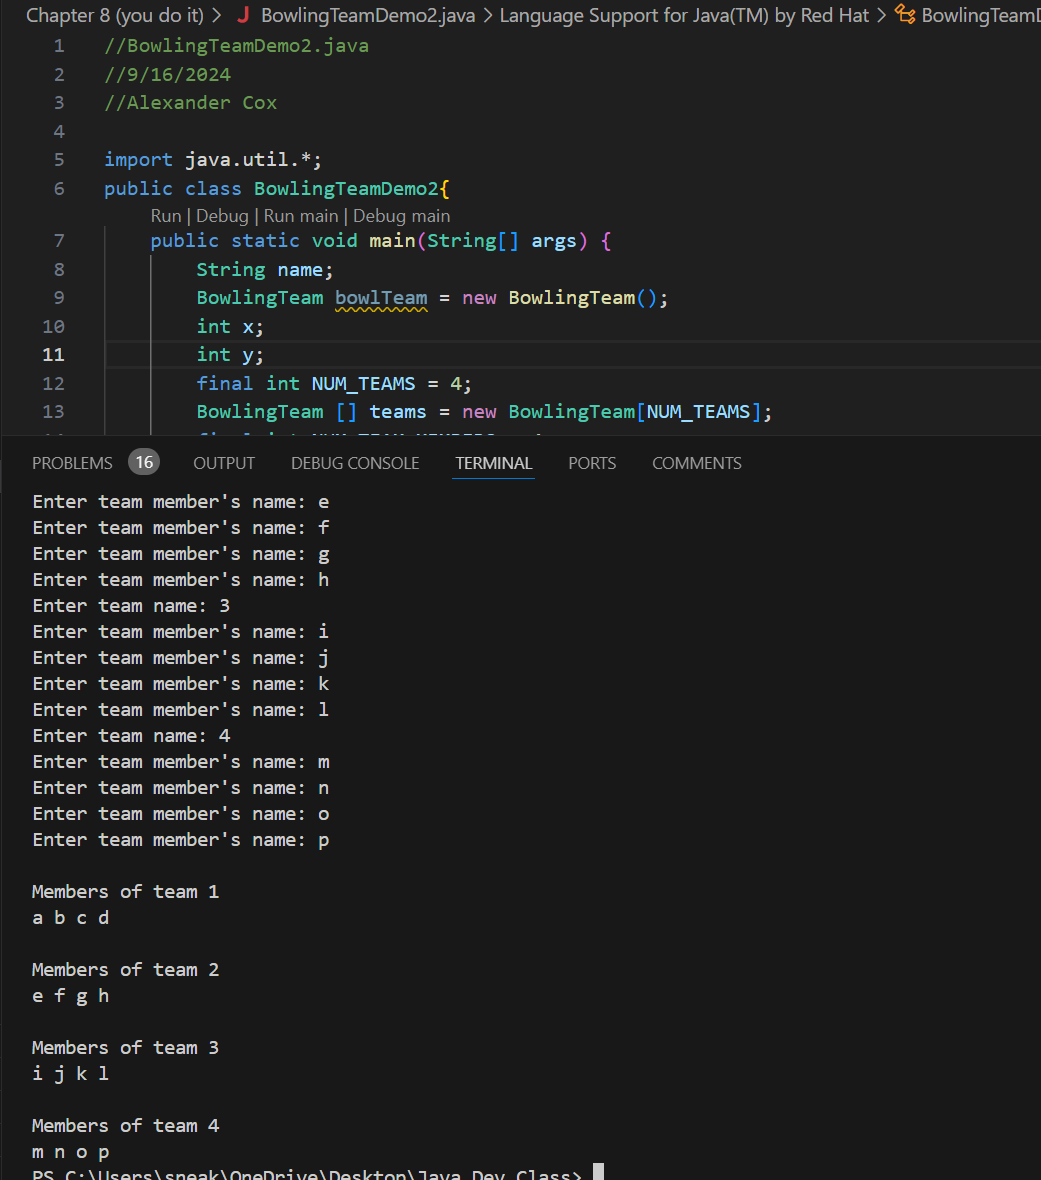 Chapter 8 (you do it) > J BowlingTeamDemo2.java > Language Support for Java(TM) by Red Hat > BowlingTeamD
1 //BowlingTeamDemo2.java
2 //9/16/2024
3 //Alexander Cox
4
5 import java.util.*;
6 public class BowlingTeamDemo2{
Run | Debug | Run main | Debug main
7 public static void main(String[] args) {
8 String name;
9 BowlingTeam bowlTeam = new BowlingTeam();
10 int x;
11 int y;
12 final int NUM_TEAMS = 4;
13 BowlingTeam [] teams = new BowlingTeam[NUM_TEAMS];
PROBLEMS 16 OUTPUT DEBUG CONSOLE TERMINAL PORTS COMMENTS
Enter team member's name: e
Enter team member's name: f
Enter team member's name: g
Enter team member's name: h
Enter team name: 3
Enter team member's name: i
Enter team member's name: j
Enter team member's name: k
Enter team member's name: l
Enter team name: 4
Enter team member's name: m
Enter team member's name: n
Enter team member's name: o
Enter team member's name: p
Members of team 1
a b c d
Members of team 2
e f g h
Members of team 3
i j k l
Members of team 4
m n o p
PS C:\Users\sneak\OneDrive\Desktop\Java Dev Class>